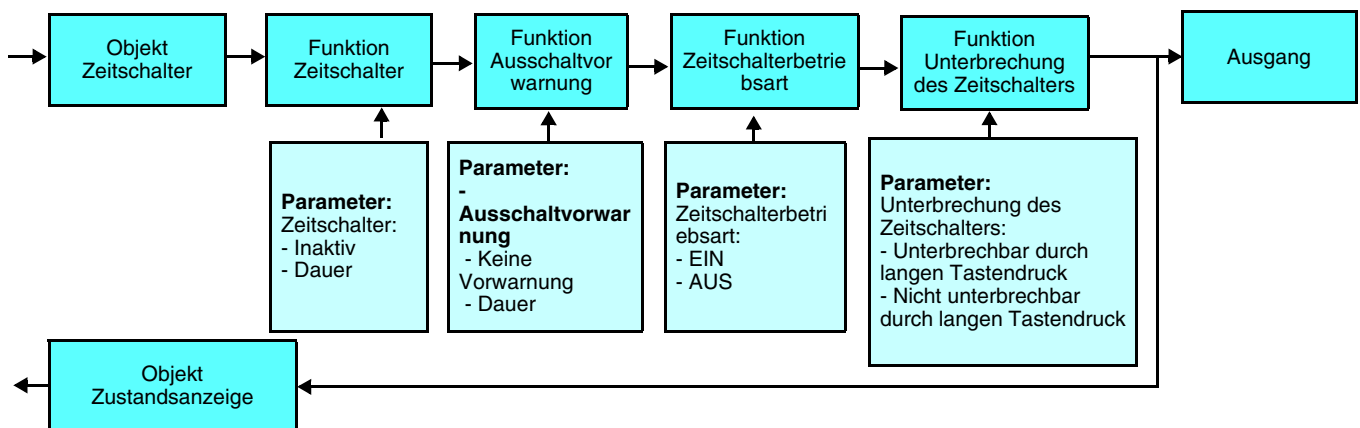 Objekt
Zeitschalter
Funktion
Zeitschalter
Funktion
Ausschaltvor
warnung
Funktion
Zeitschalterbetrie
bsart
Funktion
Unterbrechung
des Zeitschalters
Ausgang
Parameter:
Zeitschalter:
- Inaktiv
- Dauer
Parameter:
-
Ausschaltvorwar
nung
- Keine
Vorwarnung
- Dauer
Parameter:
Zeitschalterbetri
ebsart:
- EIN
- AUS
Parameter:
Unterbrechung des
Zeitschalters:
- Unterbrechbar durch
langen Tastendruck
- Nicht unterbrechbar
durch langen Tastendruck
Objekt
Zustandsanzeige